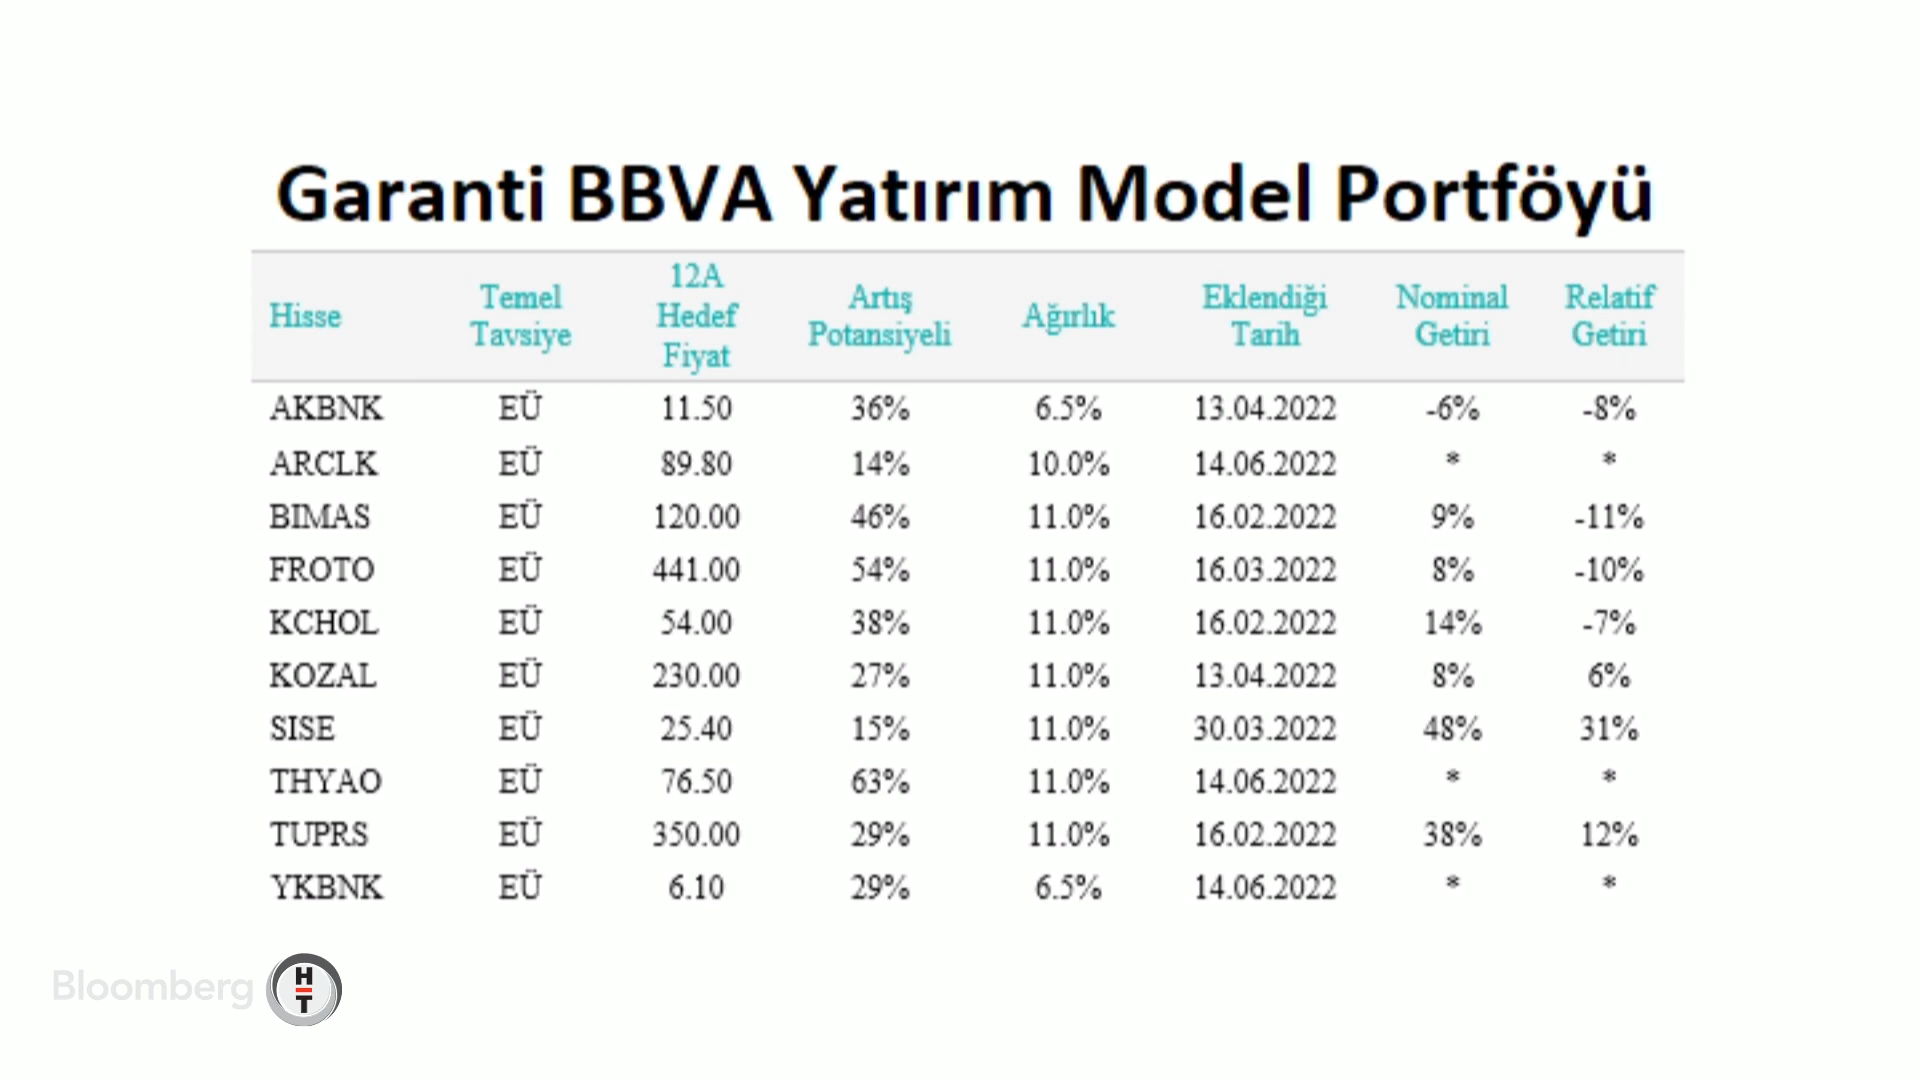 Garanti BBVA Yatırım Model Portföyü
Hisse Temel Tavsiye 12A Hedef Fiyat Artış Potansiyeli Ağırlık Eklendiği Tarih Nominal Getiri Relatif Getiri
AKBNK EÜ 11.50 36% 6.5% 13.04.2022 -6% -8%
ARCLK EÜ 89.80 14% 10.0% 14.06.2022 * *
BIMAS EÜ 120.00 46% 11.0% 16.02.2022 9% -11%
FROTO EÜ 441.00 54% 11.0% 16.03.2022 8% -10%
KCHOL EÜ 54.00 38% 11.0% 16.02.2022 14% -7%
KOZAL EÜ 230.00 27% 11.0% 13.04.2022 8% 6%
SISE EÜ 25.40 15% 11.0% 30.03.2022 48% 31%
THYAO EÜ 76.50 63% 11.0% 14.06.2022 * *
TUPRS EÜ 350.00 29% 11.0% 16.02.2022 38% 12%
YKBNK EÜ 6.10 29% 6.5% 14.06.2022 * *
Bloomberg HT